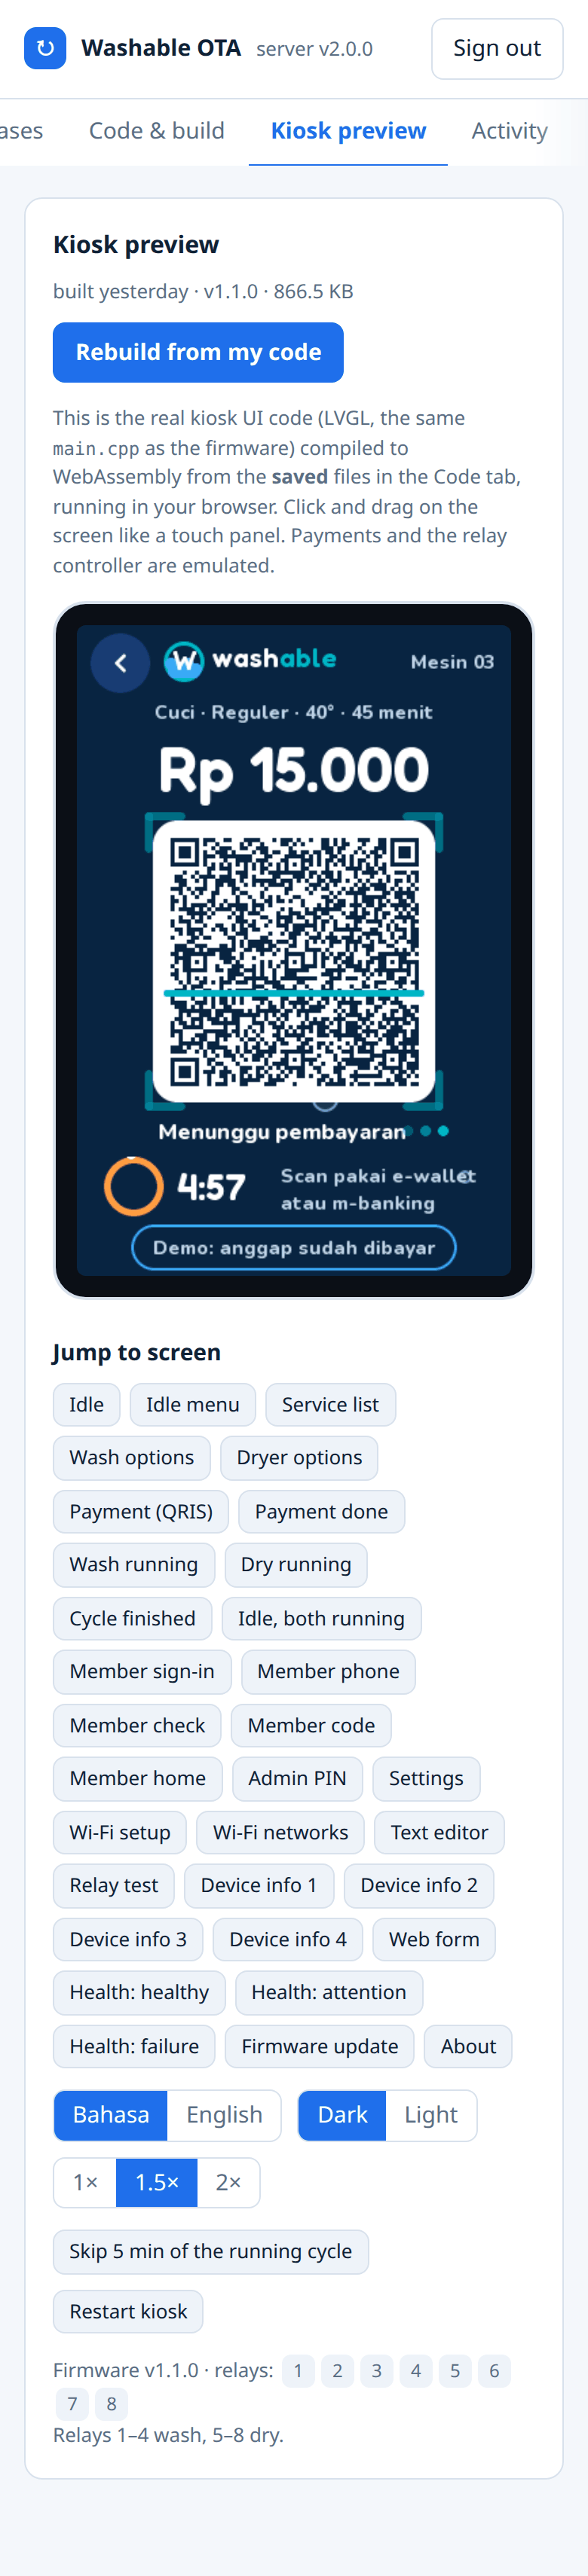 Washable OTA server v2.0.0 Sign out
ases Code & build Kiosk preview Activity
Kiosk preview
built yesterday · v1.1.0 · 866.5 KB
Rebuild from my code
This is the real kiosk UI code (LVGL, the same
main.cpp as the firmware) compiled to
WebAssembly from the saved files in the Code tab,
running in your browser. Click and drag on the
screen like a touch panel. Payments and the relay
controller are emulated.
W washable Mesin 03
Cuci · Reguler · 40° · 45 menit
Rp 15.000
Menunggu pembayaran
4:57 Scan pakai e-wallet
atau m-banking
Demo: anggap sudah dibayar
Jump to screen
Idle Idle menu Service list
Wash options Dryer options
Payment (QRIS) Payment done
Wash running Dry running
Cycle finished Idle, both running
Member sign-in Member phone
Member check Member code
Member home Admin PIN Settings
Wi-Fi setup Wi-Fi networks Text editor
Relay test Device info 1 Device info 2
Device info 3 Device info 4 Web form
Health: healthy Health: attention
Health: failure Firmware update About
Bahasa English Dark Light
1× 1.5× 2×
Skip 5 min of the running cycle
Restart kiosk
Firmware v1.1.0 · relays: 1 2 3 4 5 6
7 8
Relays 1–4 wash, 5–8 dry.